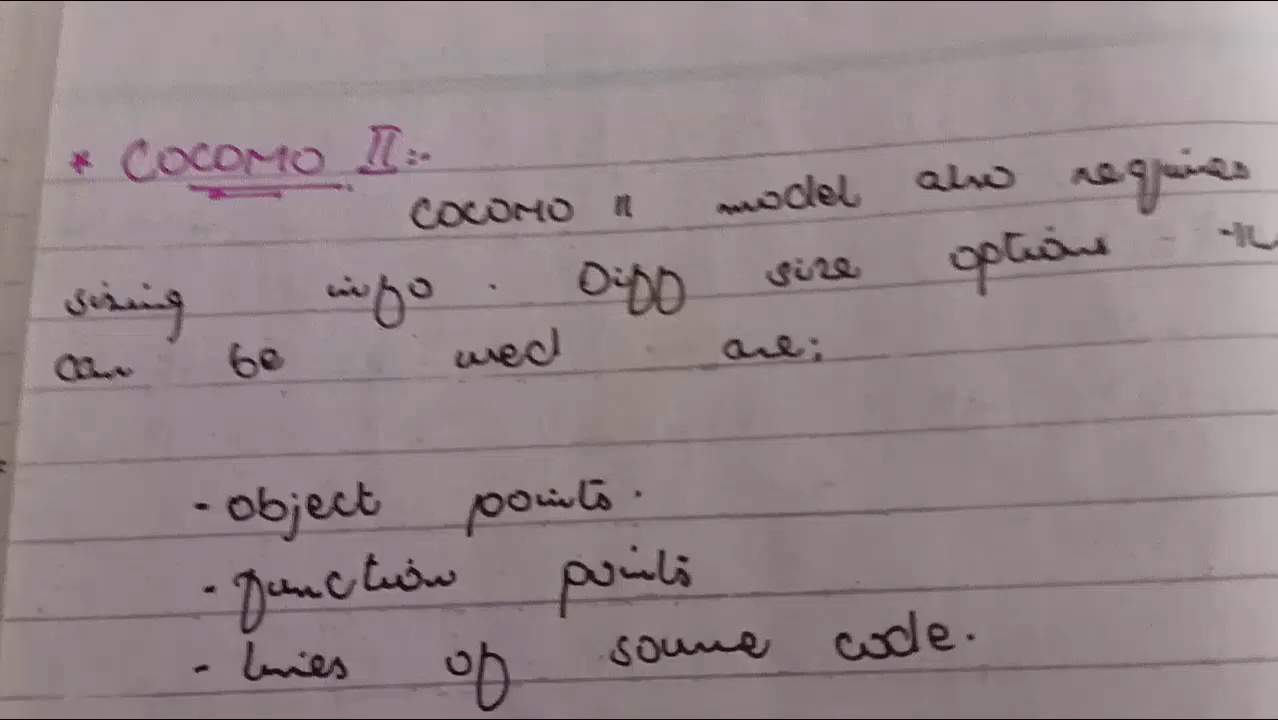 * COCOMO II:-
COCOMO II model also requires
sizing info. Diff size options
can be used are:
- object points.
- function points
- lines of source code.